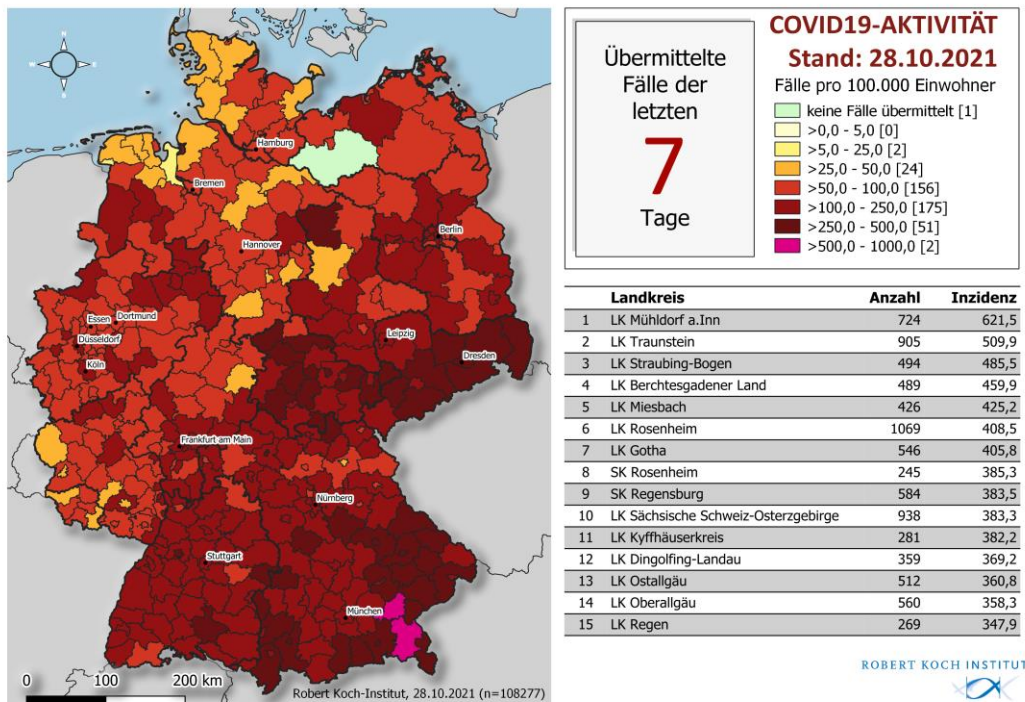 Hamburg
Bremen
Berlin
Hannover
Essen
Dortmund
Düsseldorf
Köln
Leipzig
Dresden
Frankfurt am Main
Nürnberg
Stuttgart
München
0 100 200 km
Robert Koch-Institut, 28.10.2021 (n=108277)
Übermittelte
Fälle der
letzten
7
Tage
COVID19-AKTIVITÄT
Stand: 28.10.2021
Fälle pro 100.000 Einwohner
keine Fälle übermittelt [1]
>0,0 - 5,0 [0]
>5,0 - 25,0 [2]
>25,0 - 50,0 [24]
>50,0 - 100,0 [156]
>100,0 - 250,0 [175]
>250,0 - 500,0 [51]
>500,0 - 1000,0 [2]
Landkreis Anzahl Inzidenz
1 LK Mühldorf a.Inn 724 621,5
2 LK Traunstein 905 509,9
3 LK Straubing-Bogen 494 485,5
4 LK Berchtesgadener Land 489 459,9
5 LK Miesbach 426 425,2
6 LK Rosenheim 1069 408,5
7 LK Gotha 546 405,8
8 SK Rosenheim 245 385,3
9 SK Regensburg 584 383,5
10 LK Sächsische Schweiz-Osterzgebirge 938 383,3
11 LK Kyffhäuserkreis 281 382,2
12 LK Dingolfing-Landau 359 369,2
13 LK Ostallgäu 512 360,8
14 LK Oberallgäu 560 358,3
15 LK Regen 269 347,9
ROBERT KOCH INSTITUT